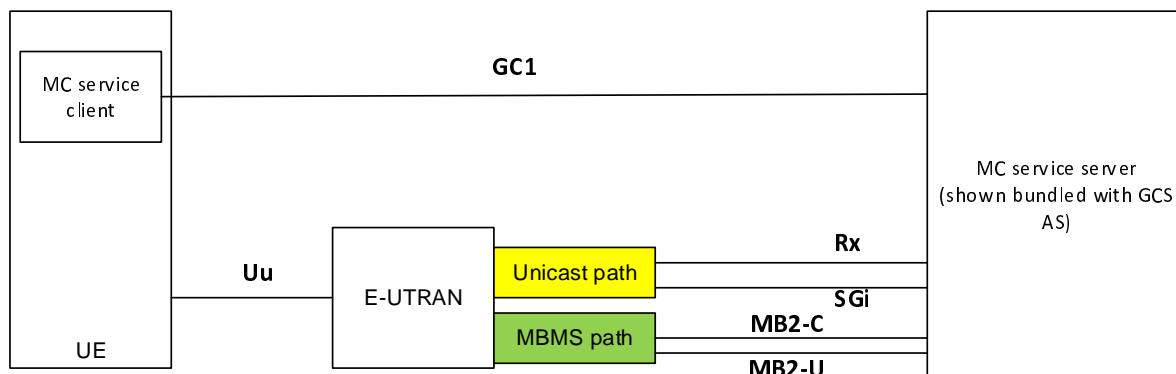 GC1
MC service
client
MC service server
(shown bundled with GCS
AS)
Rx
Uu
Unicast path
E-UTRAN
SGi
MB2-C
MBMS path
UE
MB2-U